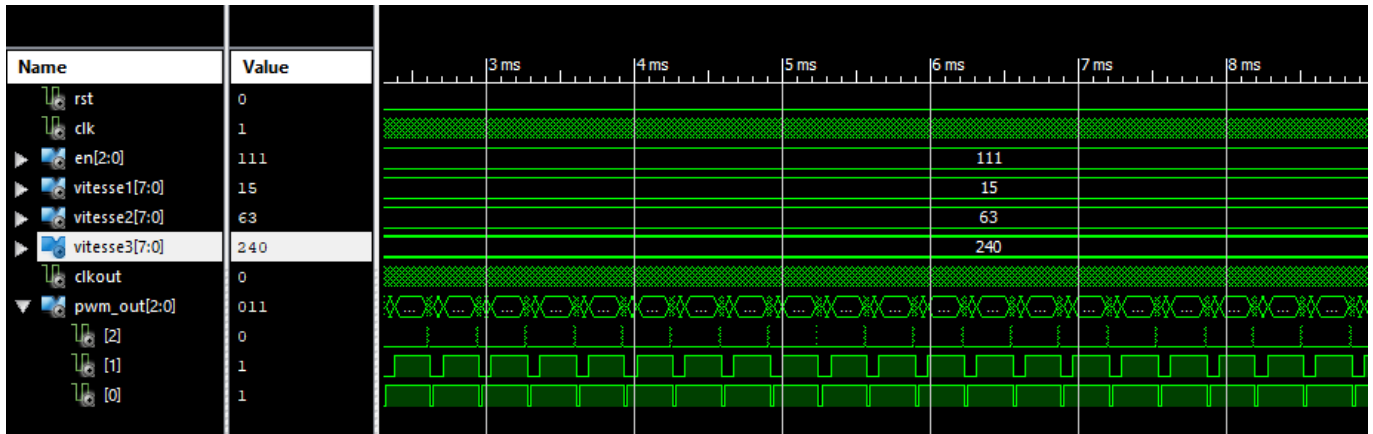 Name Value 3 ms 4 ms 5 ms 6 ms 7 ms 8 ms
rst 0
clk 1
en[2:0] 111 111
vitesse1[7:0] 15 15
vitesse2[7:0] 63 63
vitesse3[7:0] 240 240
clkout 0
pwm_out[2:0] 011 ... ... ... ... ... ... ... ... ... ... ... ... ... ... ... ... ... ... ... ...
[2] 0
[1] 1
[0] 1